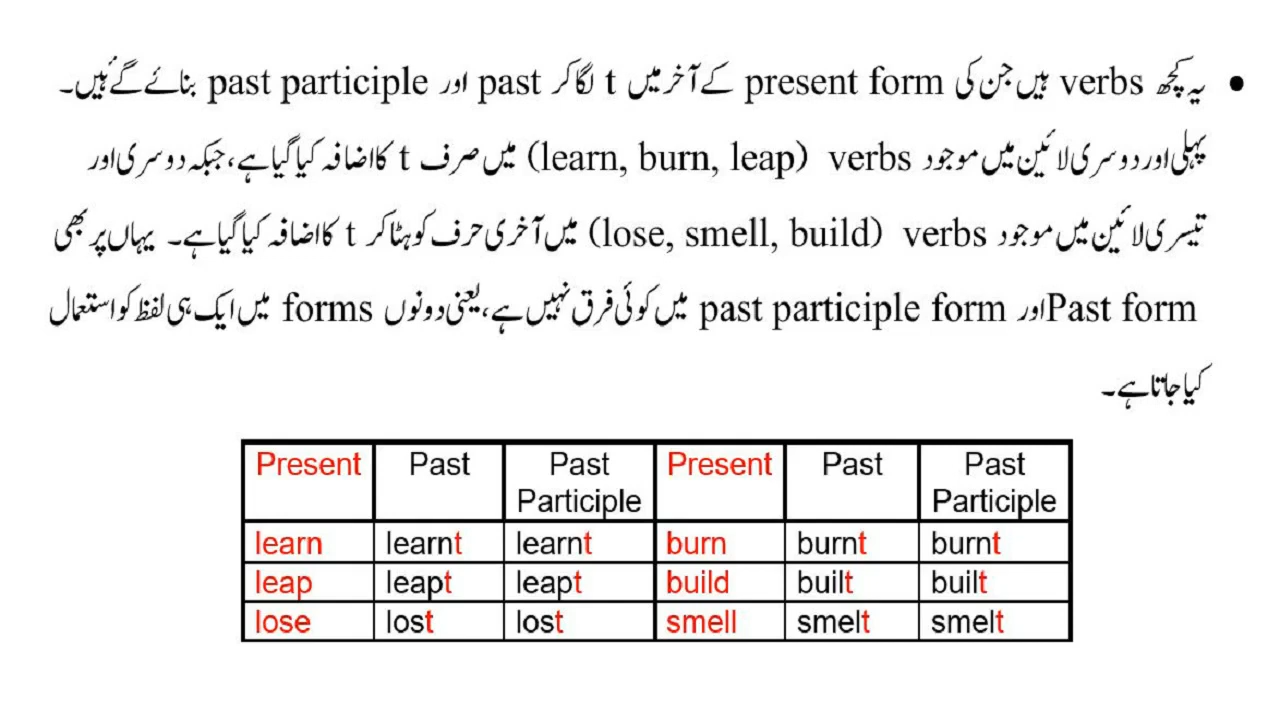 • یہ کچھ verbs ہیں جن کی present form کے آخر میں t لگا کر past اور past participle بنائے گئے ہیں۔
پہلی اور دوسری لائین میں موجود verbs (learn, burn, leap) میں صرف t کا اضافہ کیا گیا ہے، جبکہ دوسری اور
تیسری لائین میں موجود verbs (lose, smell, build) میں آخری حرف کو ہٹا کر t کا اضافہ کیا گیا ہے۔ یہاں پر بھی
Past form اور past participle form میں کوئی فرق نہیں ہے، یعنی دونوں forms میں ایک ہی لفظ کو استعمال
کیا جاتا ہے۔
Present Past Past Participle Present Past Past Participle
learn learnt learnt burn burnt burnt
leap leapt leapt build built built
lose lost lost smell smelt smelt